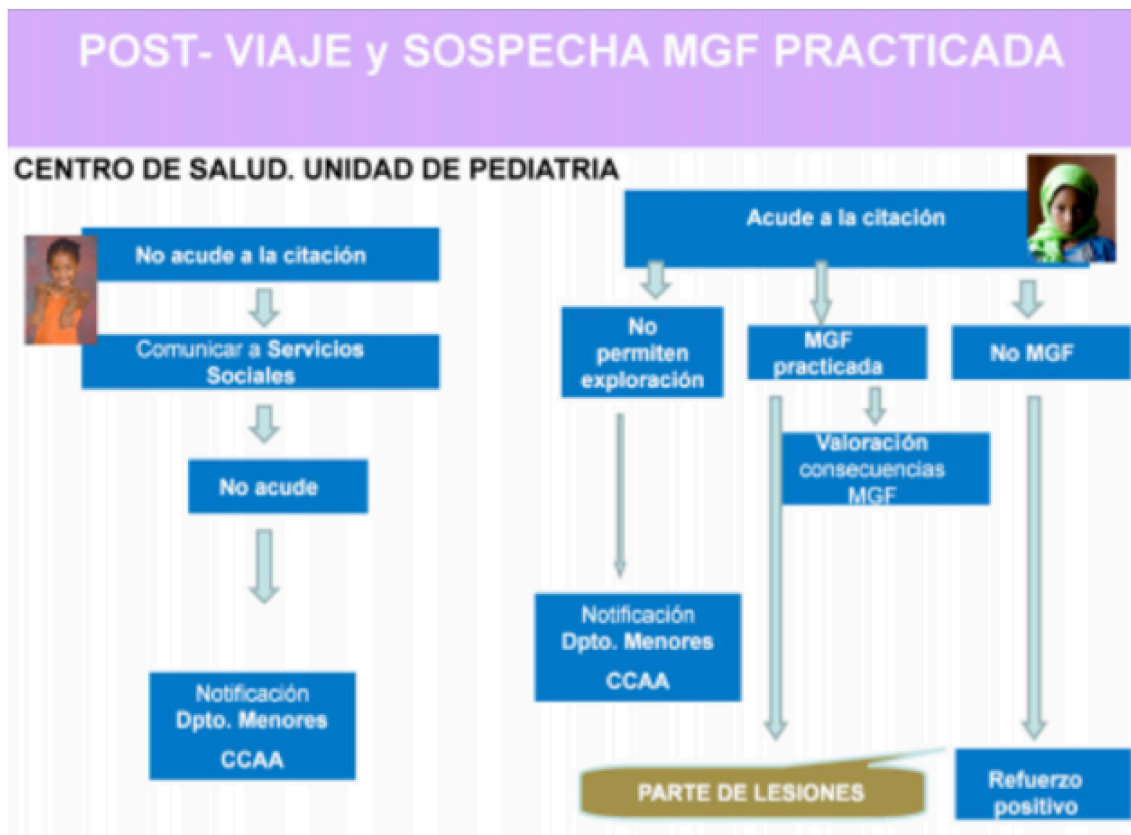 POST- VIAJE y SOSPECHA MGF PRACTICADA
CENTRO DE SALUD. UNIDAD DE PEDIATRIA
No acude a la citación
Comunicar a Servicios
Sociales
No acude
Notificación
Dpto. Menores
CCAA
Acude a la citación
No
permiten
exploración
Notificación
Dpto. Menores
CCAA
MGF
practicada
Valoración
consecuencias
MGF
PARTE DE LESIONES
No MGF
Refuerzo
positivo